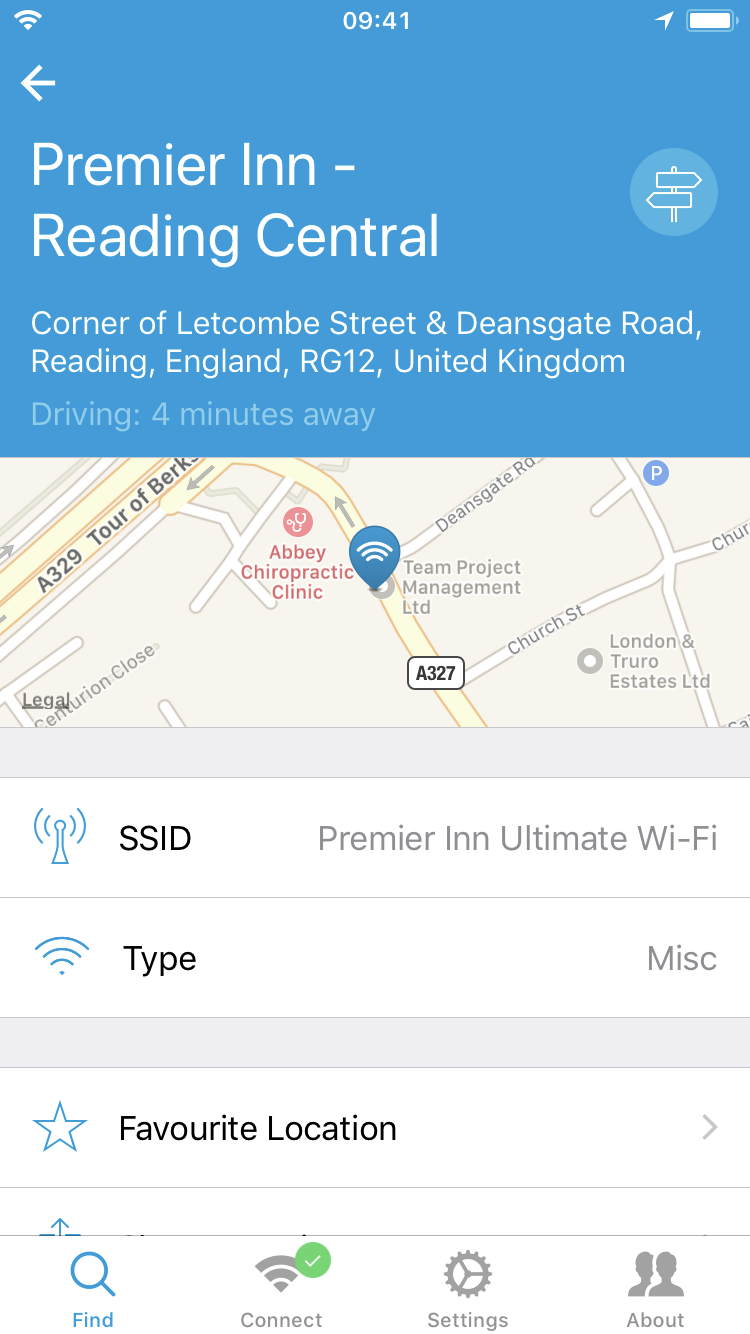 09:41
Premier Inn -
Reading Central
Corner of Letcombe Street & Deansgate Road,
Reading, England, RG12, United Kingdom
Driving: 4 minutes away
A329 Tour of Berks
P
Deansgate Rd
Chur
Abbey
Chiropractic
Clinic
Team Project
Management
Ltd
Church St
London &
Truro
Estates Ltd
A327
Centurion Close
Legal
Sa
SSID
Premier Inn Ultimate Wi-Fi
Type
Misc
Favourite Location
Find
Connect
Settings
About